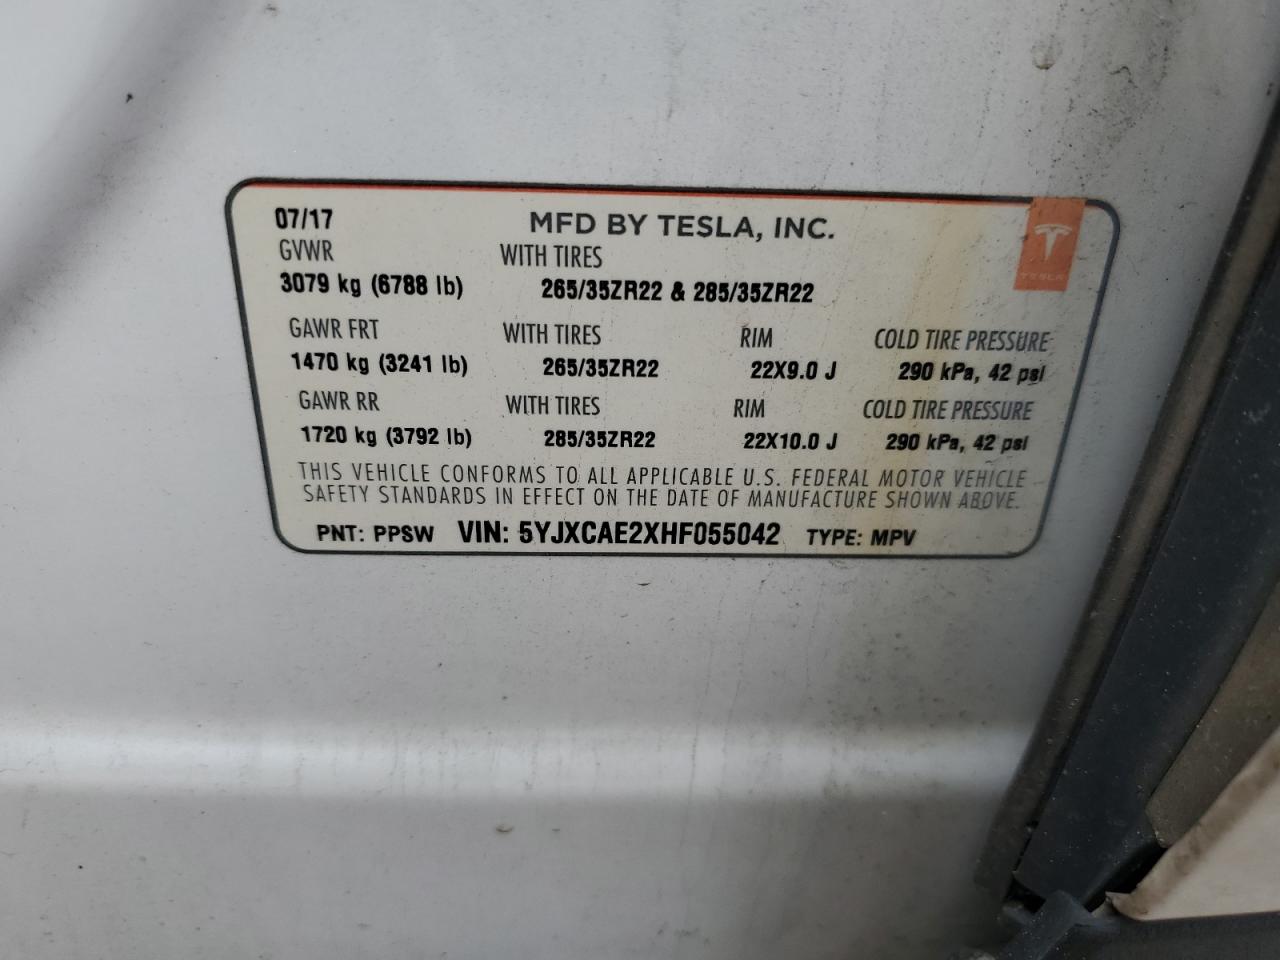 07/17 MFD BY TESLA, INC.
GVWR WITH TIRES
3079 kg (6788 lb) 265/35ZR22 & 285/35ZR22
GAWR FRT WITH TIRES RIM COLD TIRE PRESSURE
1470 kg (3241 lb) 265/35ZR22 22X9.0 J 290 kPa, 42 psi
GAWR RR WITH TIRES RIM COLD TIRE PRESSURE
1720 kg (3792 lb) 285/35ZR22 22X10.0 J 290 kPa, 42 psi
THIS VEHICLE CONFORMS TO ALL APPLICABLE U.S. FEDERAL MOTOR VEHICLE
SAFETY STANDARDS IN EFFECT ON THE DATE OF MANUFACTURE SHOWN ABOVE.
PNT: PPSW VIN: 5YJXCAE2XHF055042 TYPE: MPV
TESLA